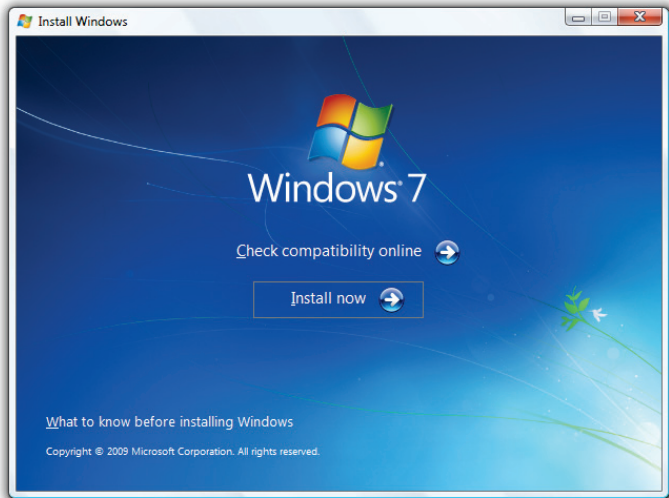 Install Windows
Windows 7
Check compatibility online
Install now
What to know before installing Windows
Copyright © 2009 Microsoft Corporation. All rights reserved.